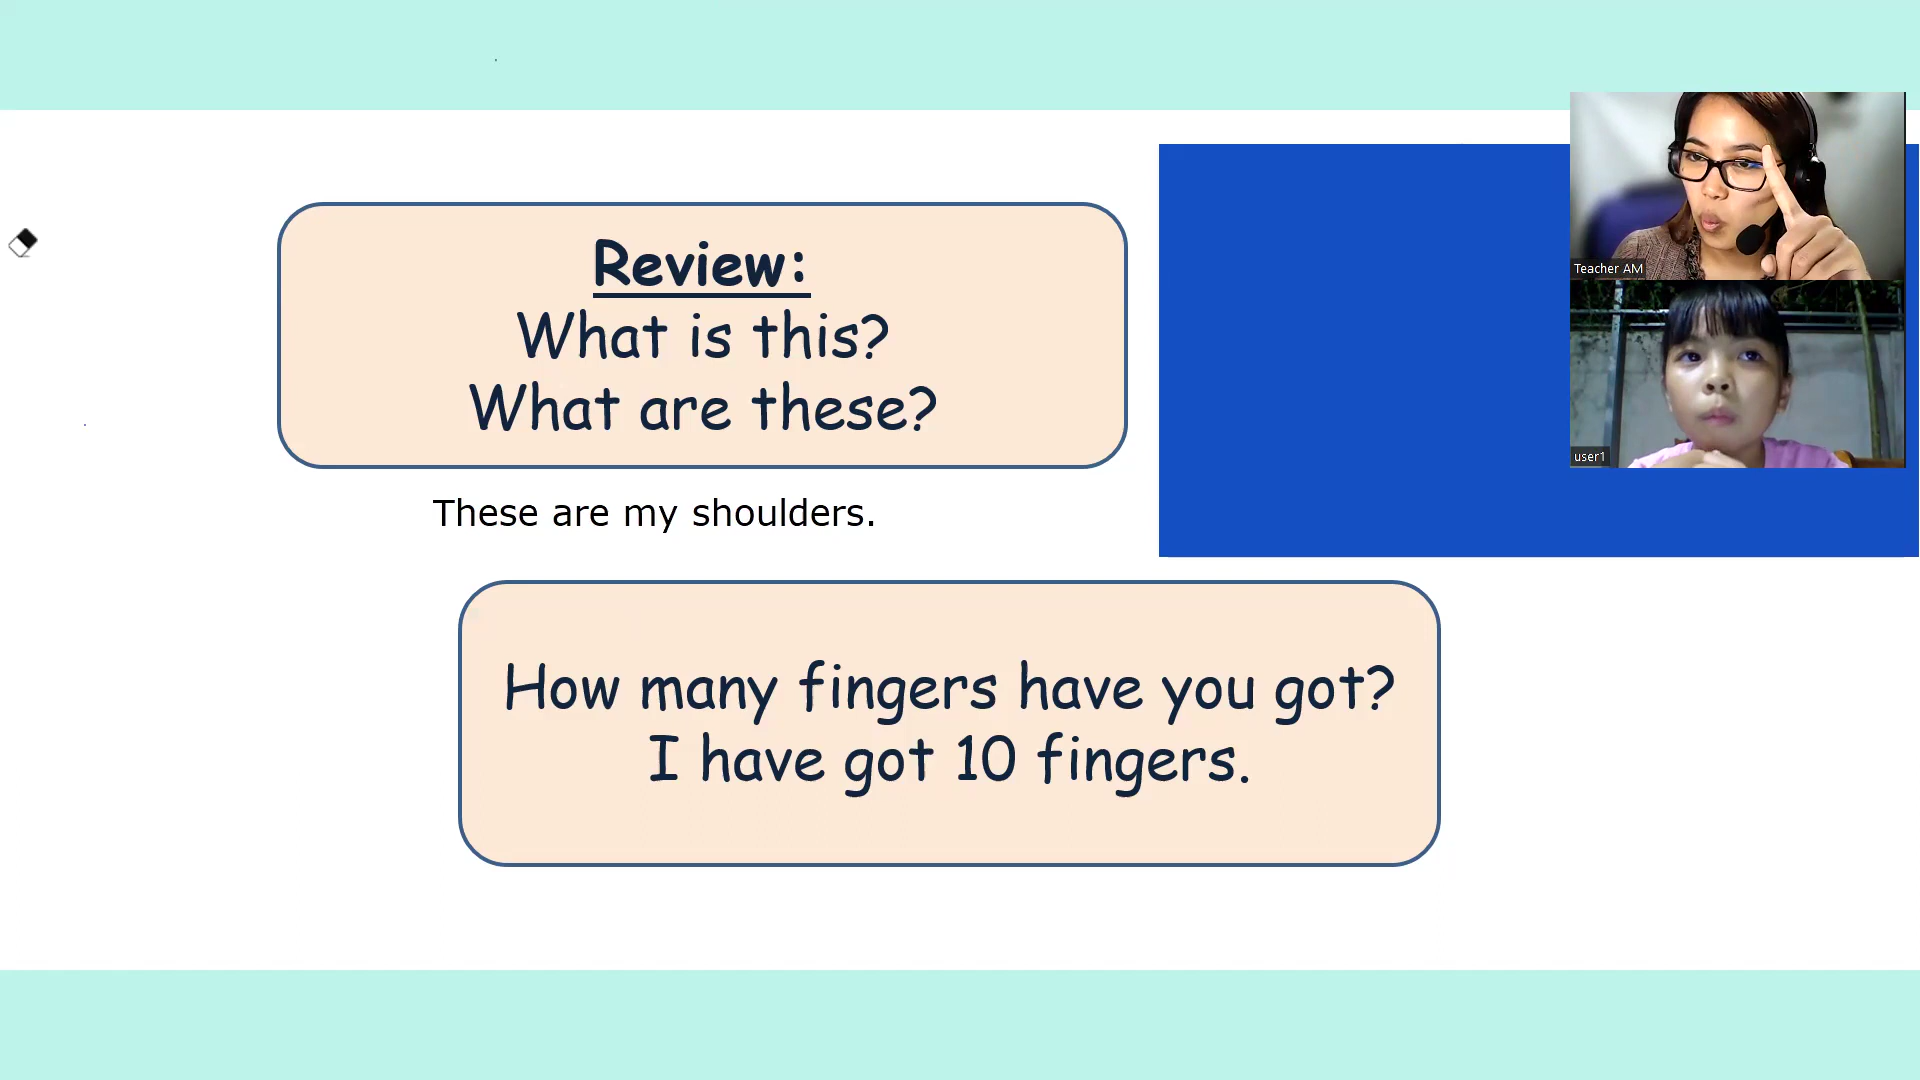 Review:
What is this?
What are these?
These are my shoulders.
How many fingers have you got?
I have got 10 fingers.
Teacher AM
user1